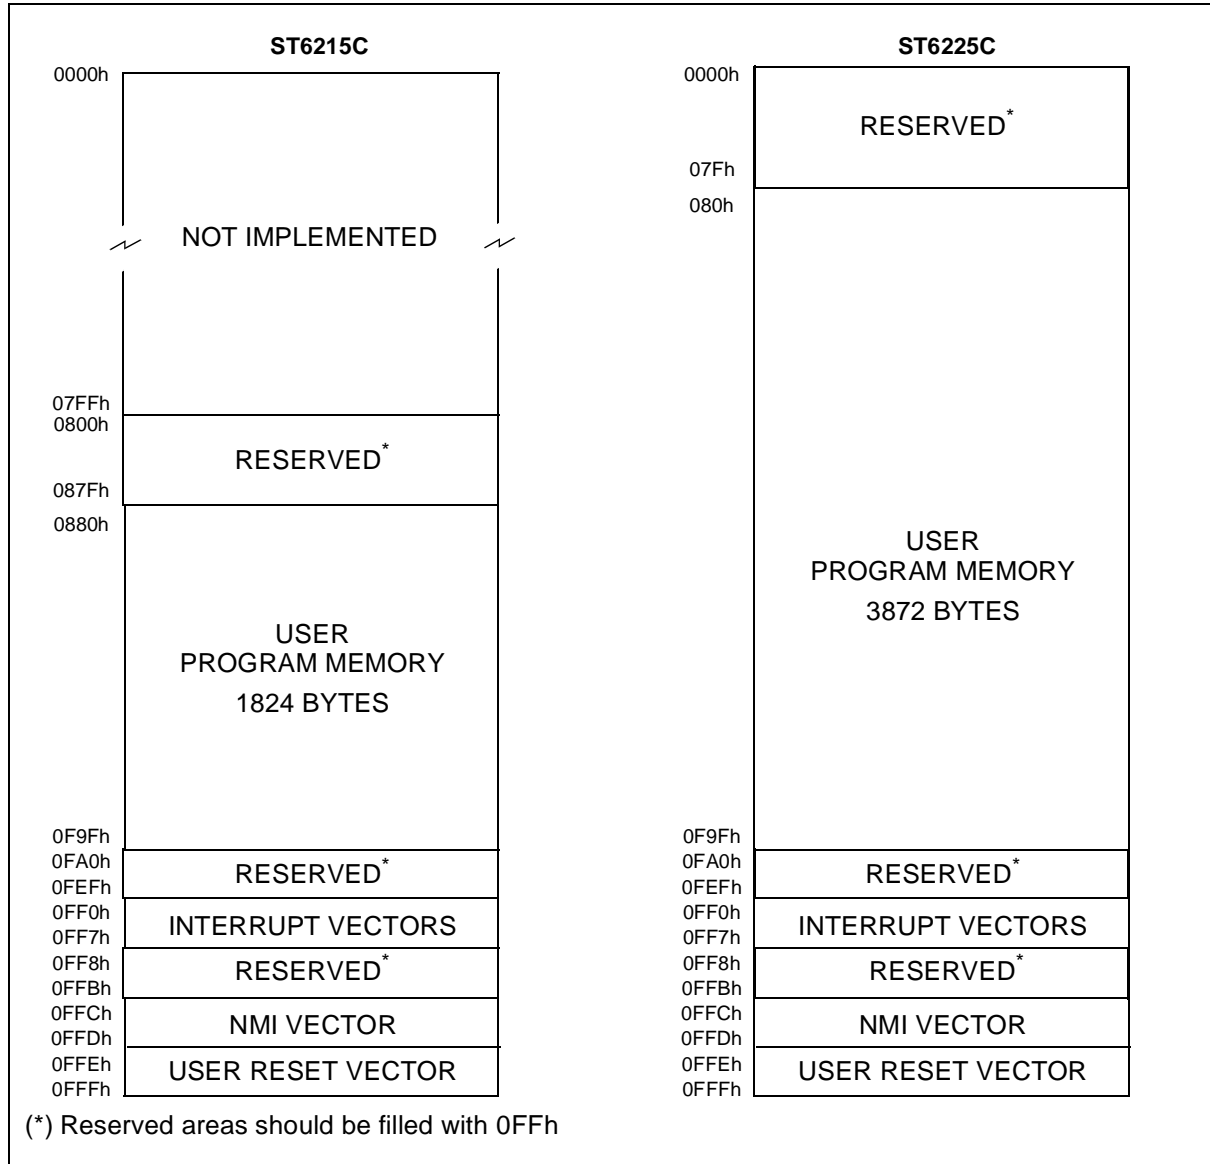 ST6215C
0000h
NOT IMPLEMENTED
07FFh
0800h
RESERVED*
087Fh
0880h
USER
PROGRAM MEMORY
1824 BYTES
0F9Fh
0FA0h
RESERVED*
0FEFh
0FF0h
INTERRUPT VECTORS
0FF7h
0FF8h
RESERVED*
0FFBh
0FFCh
NMI VECTOR
0FFDh
0FFEh
USER RESET VECTOR
0FFFh
ST6225C
0000h
RESERVED*
07Fh
080h
USER
PROGRAM MEMORY
3872 BYTES
0F9Fh
0FA0h
RESERVED*
0FEFh
0FF0h
INTERRUPT VECTORS
0FF7h
0FF8h
RESERVED*
0FFBh
0FFCh
NMI VECTOR
0FFDh
0FFEh
USER RESET VECTOR
0FFFh
(*) Reserved areas should be filled with 0FFh